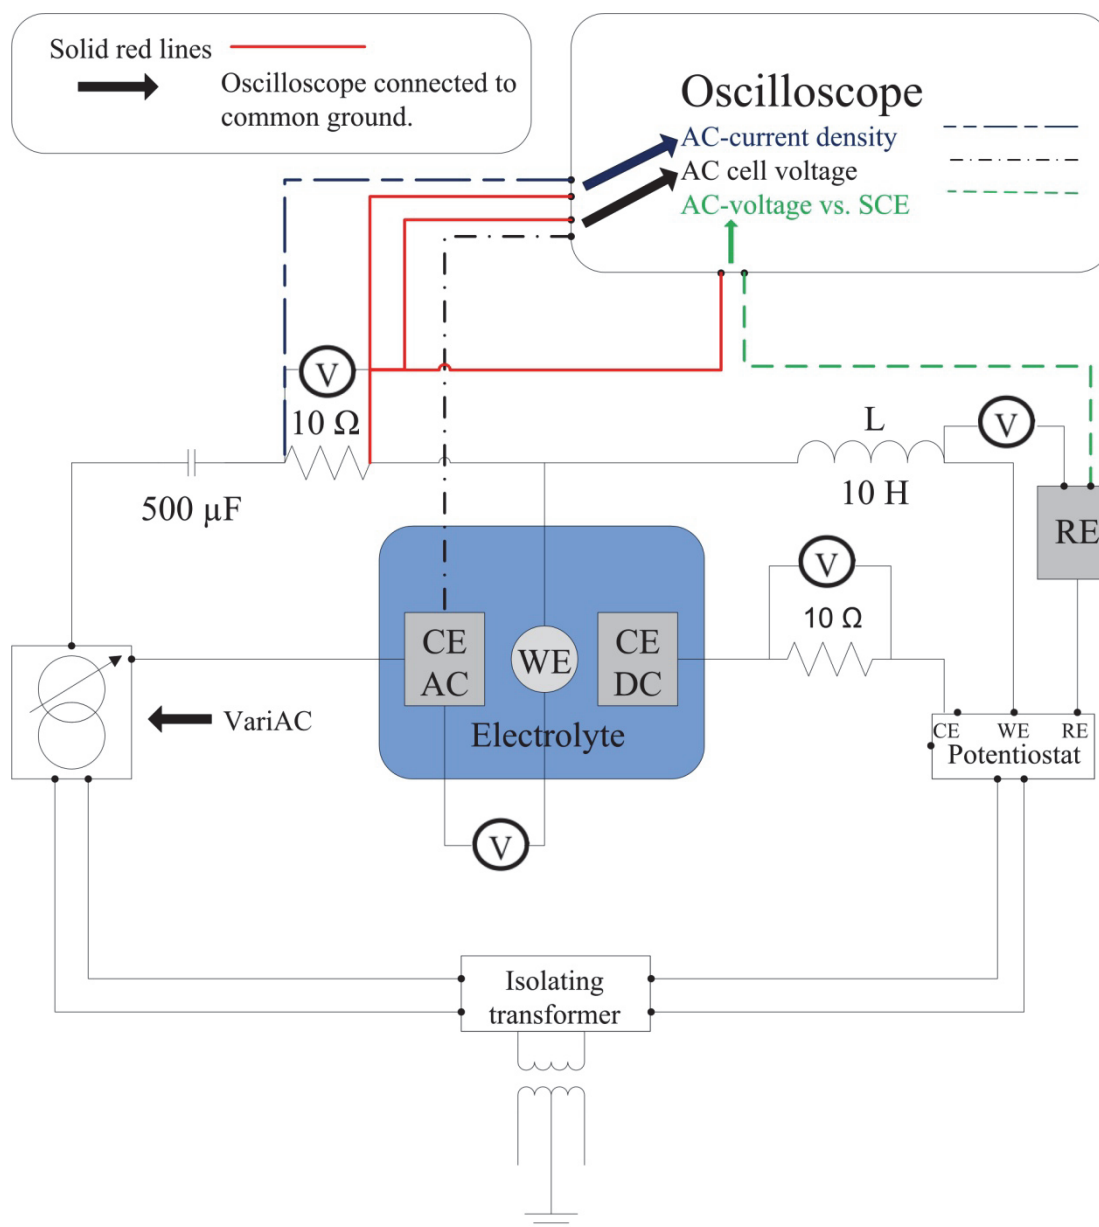 Solid red lines
Oscilloscope connected to
common ground.
Oscilloscope
AC-current density
AC cell voltage
AC-voltage vs. SCE
V
10 Ω
500 µF
L
10 H
V
RE
V
10 Ω
CE
AC
WE
CE
DC
Electrolyte
VariAC
CE WE RE
Potentiostat
V
Isolating
transformer